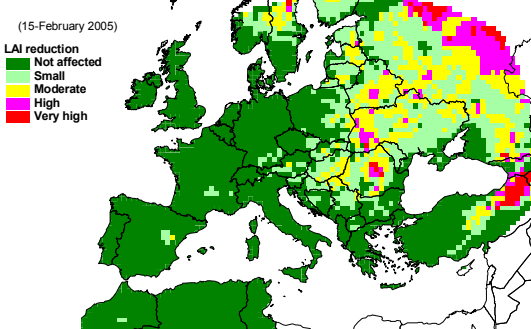 (15-February 2005)
LAI reduction
Not affected
Small
Moderate
High
Very high